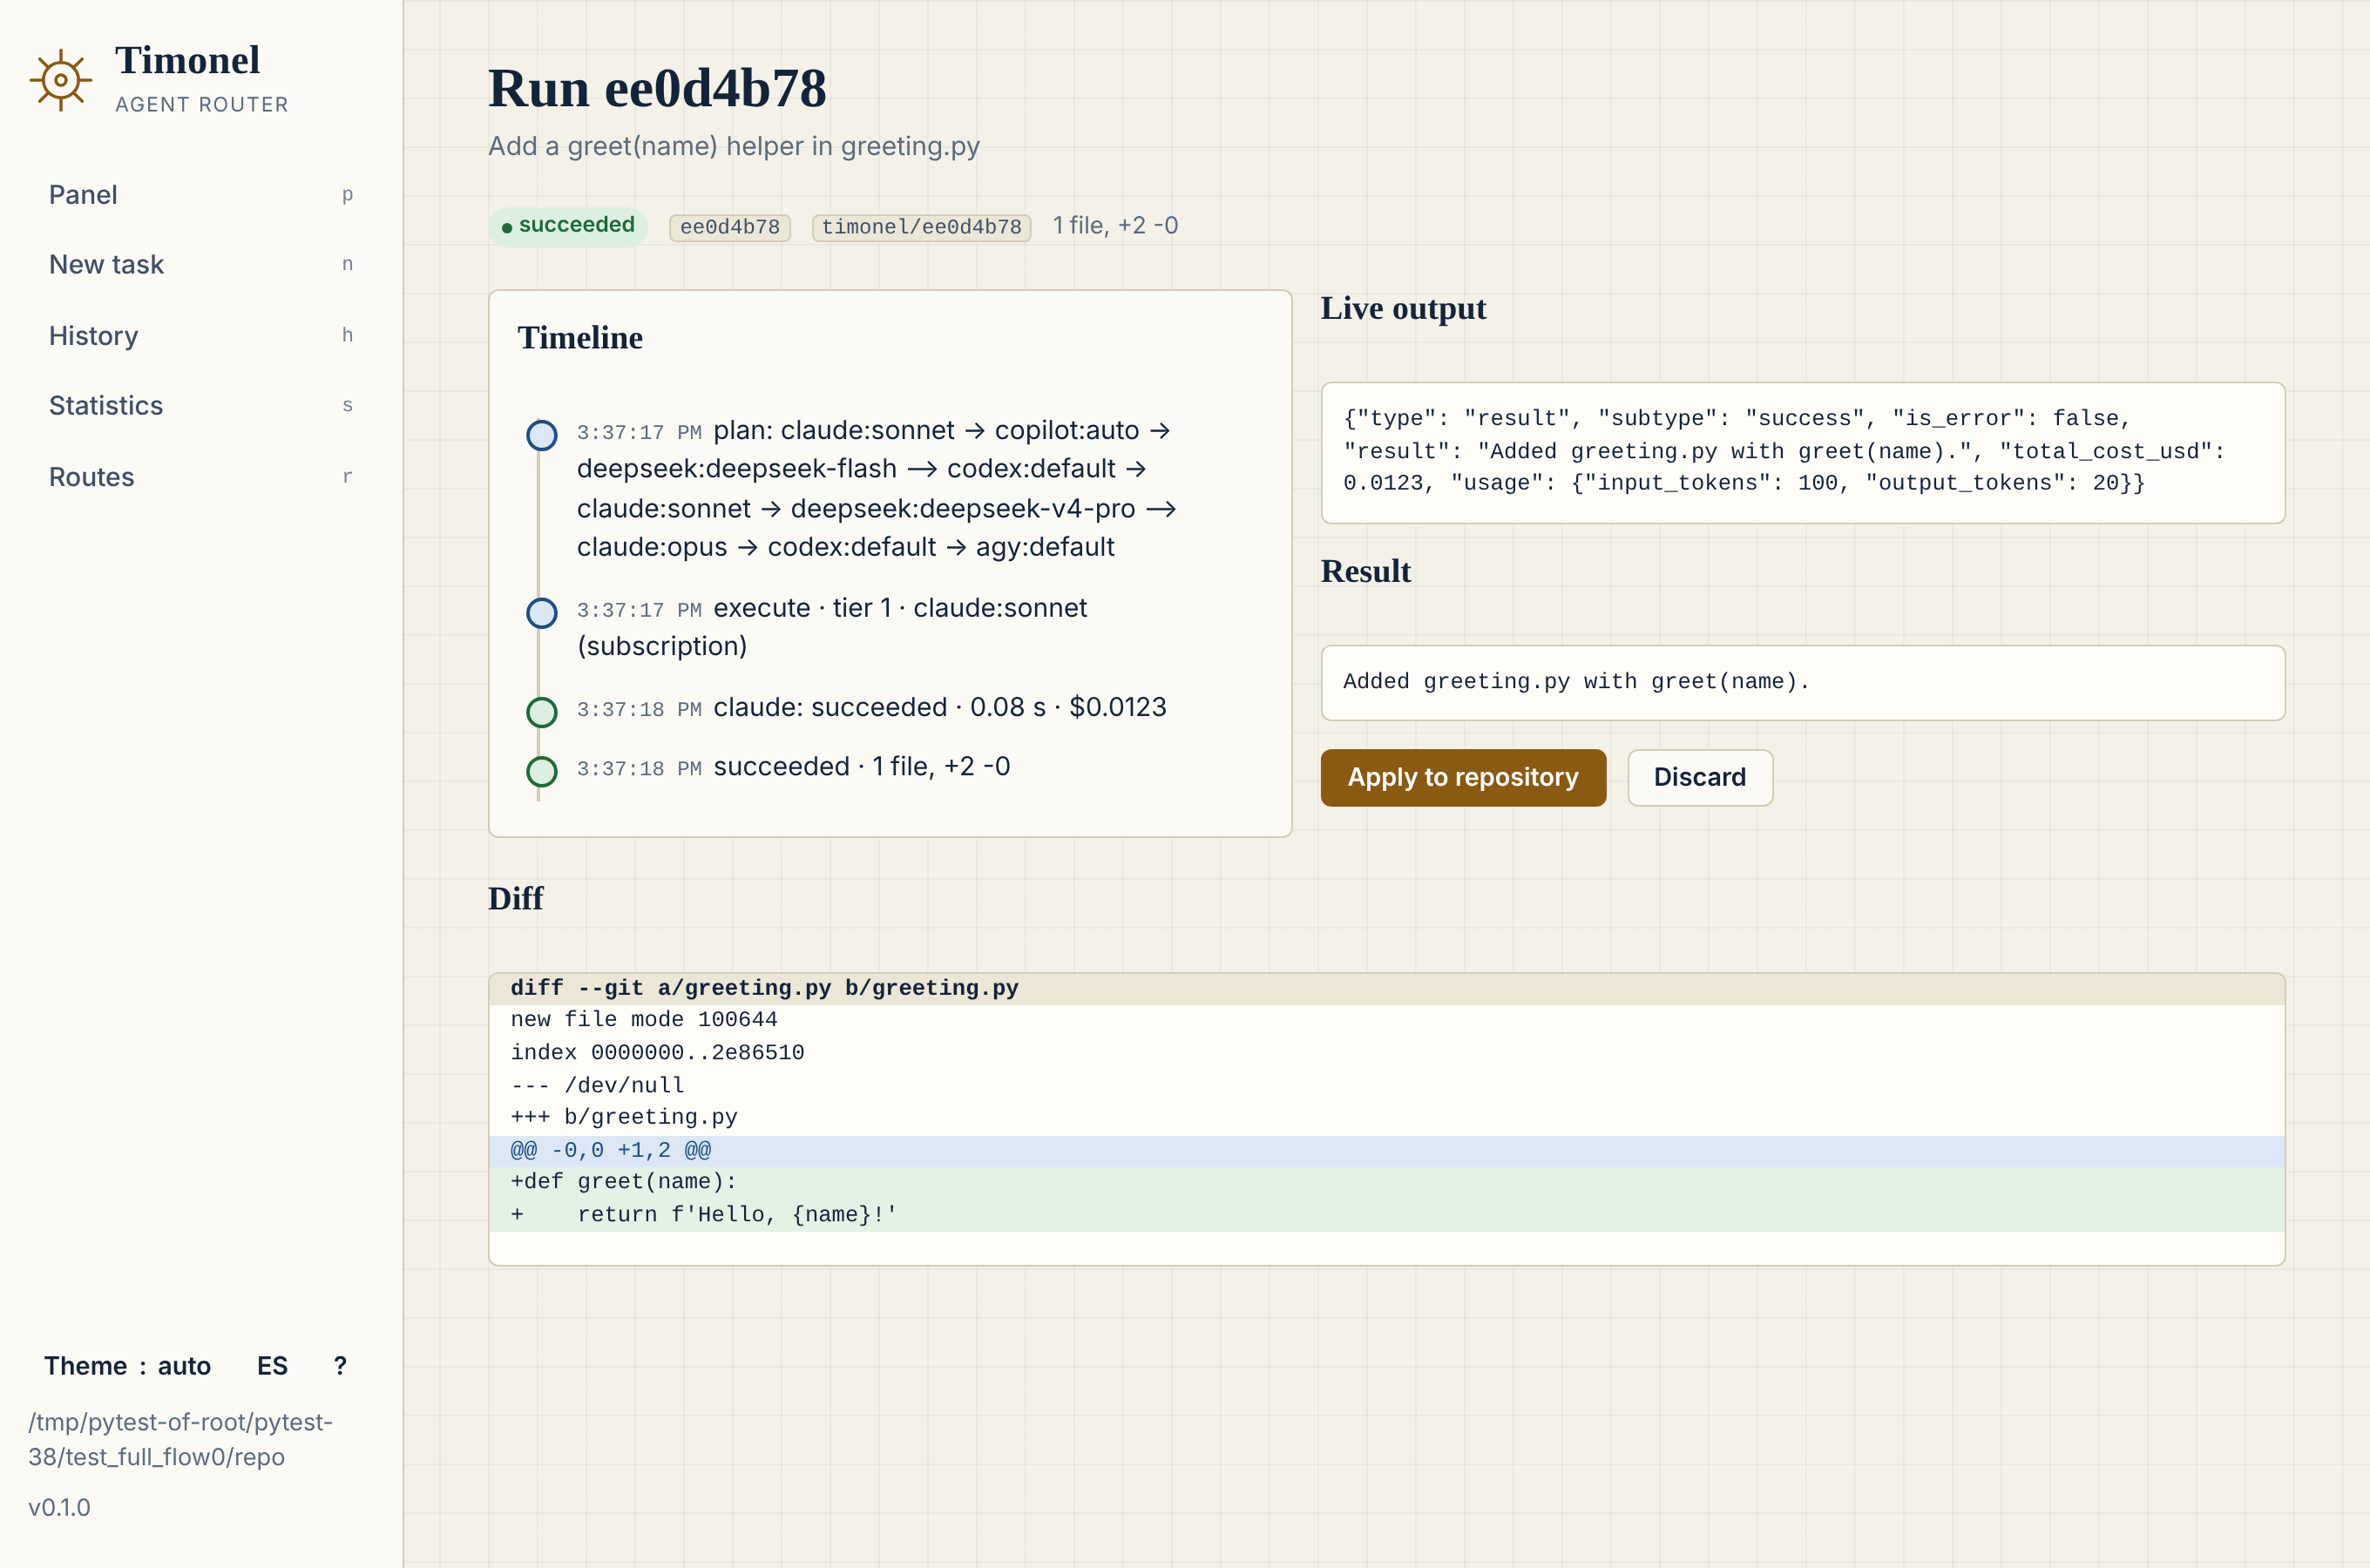 Timonel
AGENT ROUTER
Panel p
New task n
History h
Statistics s
Routes r
Theme : auto ES ?
/tmp/pytest-of-root/pytest-
38/test_full_flow0/repo
v0.1.0
Run ee0d4b78
Add a greet(name) helper in greeting.py
succeeded ee0d4b78 timonel/ee0d4b78 1 file, +2 -0
Timeline
3:37:17 PM plan: claude:sonnet → copilot:auto →
deepseek:deepseek-flash ⟶ codex:default →
claude:sonnet → deepseek:deepseek-v4-pro ⟶
claude:opus → codex:default → agy:default
3:37:17 PM execute · tier 1 · claude:sonnet
(subscription)
3:37:18 PM claude: succeeded · 0.08 s · $0.0123
3:37:18 PM succeeded · 1 file, +2 -0
Live output
{"type": "result", "subtype": "success", "is_error": false,
"result": "Added greeting.py with greet(name).", "total_cost_usd":
0.0123, "usage": {"input_tokens": 100, "output_tokens": 20}}
Result
Added greeting.py with greet(name).
Apply to repository Discard
Diff
diff --git a/greeting.py b/greeting.py
new file mode 100644
index 0000000..2e86510
--- /dev/null
+++ b/greeting.py
@@ -0,0 +1,2 @@
+def greet(name):
+    return f'Hello, {name}!'